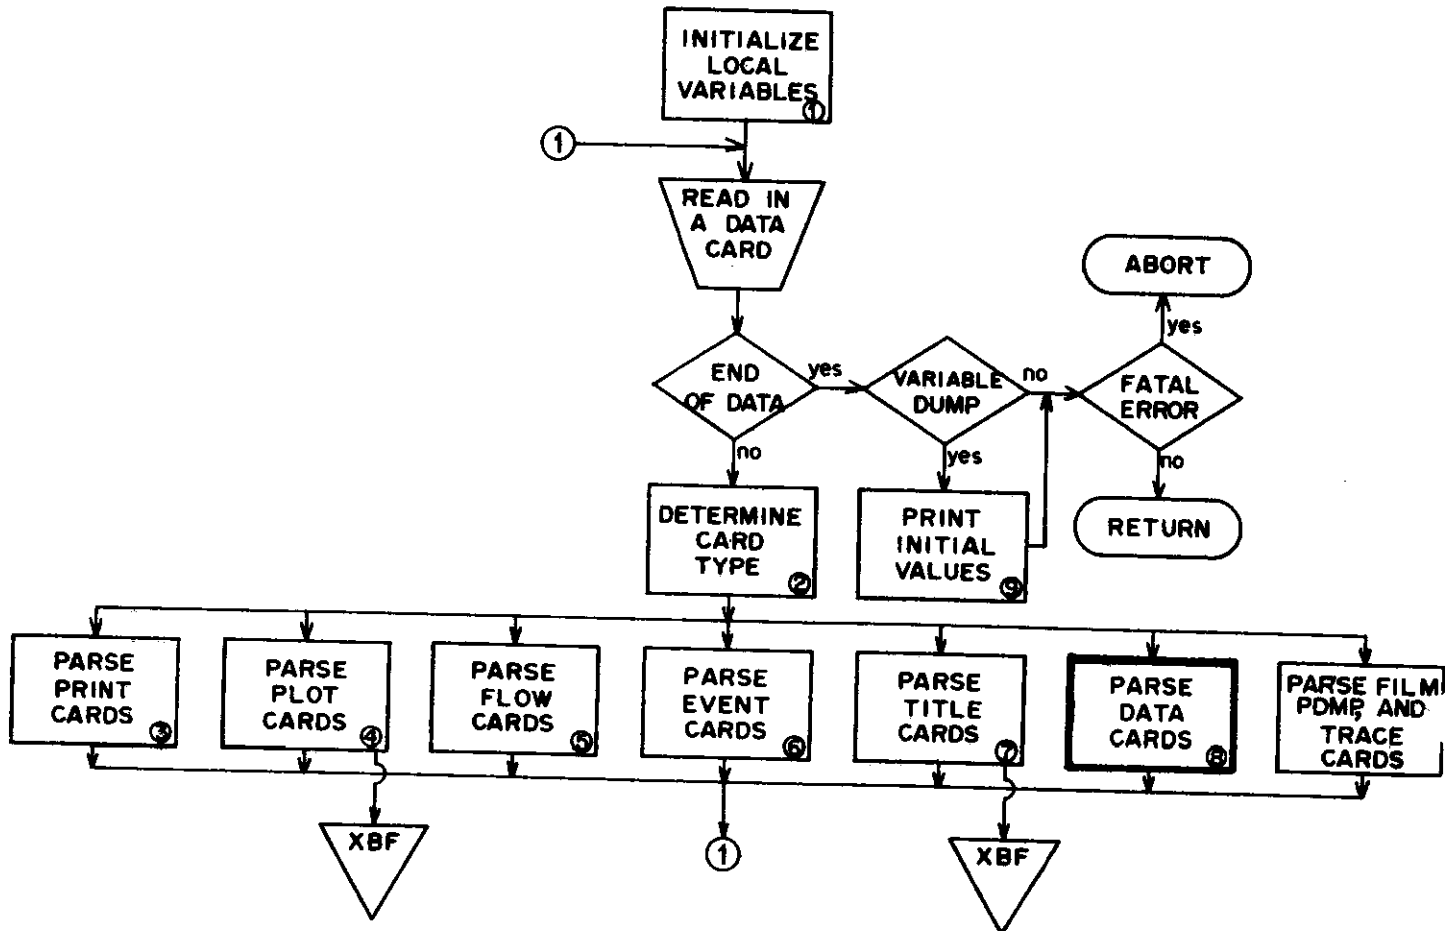 INITIALIZE
LOCAL
VARIABLES
①
①
READ IN
A DATA
CARD
ABORT
yes
END
OF DATA
yes
VARIABLE
DUMP
no
FATAL
ERROR
no
yes
no
DETERMINE
CARD
TYPE
②
PRINT
INITIAL
VALUES
⑨
RETURN
PARSE
PRINT
CARDS
③
PARSE
PLOT
CARDS
④
PARSE
FLOW
CARDS
⑤
PARSE
EVENT
CARDS
⑥
PARSE
TITLE
CARDS
⑦
PARSE
DATA
CARDS
⑧
PARSE FILM
PDMP, AND
TRACE
CARDS
XBF
①
XBF